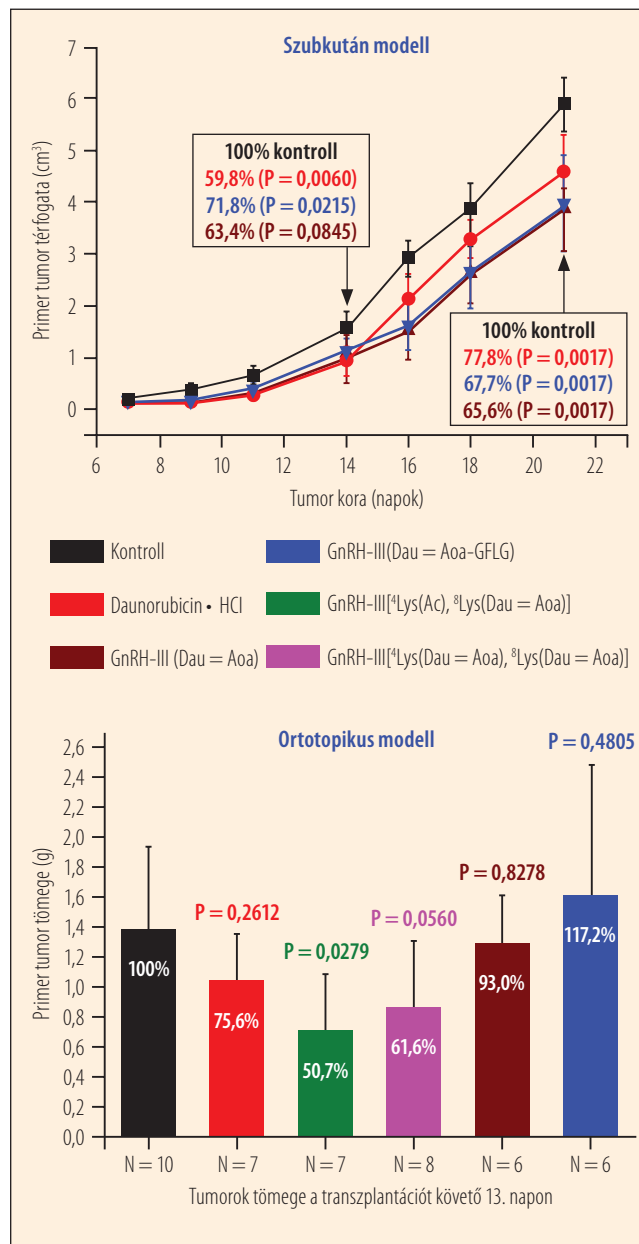 Szubkután modell
Primer tumor térfogata (cm³)
7
6
5
4
3
2
1
0
100% kontroll
59,8% (P = 0,0060)
71,8% (P = 0,0215)
63,4% (P = 0,0845)
100% kontroll
77,8% (P = 0,0017)
67,7% (P = 0,0017)
65,6% (P = 0,0017)
6 8 10 12 14 16 18 20 22
Tumor kora (napok)
Kontroll
GnRH-III(Dau = Aoa-GFLG)
Daunorubicin • HCl
GnRH-III[⁴Lys(Ac), ⁸Lys(Dau = Aoa)]
GnRH-III (Dau = Aoa)
GnRH-III[⁴Lys(Dau = Aoa), ⁸Lys(Dau = Aoa)]
Ortotopikus modell
Primer tumor tömege (g)
2,6
2,4
2,2
2,0
1,8
1,6
1,4
1,2
1,0
0,8
0,6
0,4
0,2
0,0
P = 0,2612
P = 0,0279
P = 0,0560
P = 0,8278
P = 0,4805
100%
75,6%
50,7%
61,6%
93,0%
117,2%
N = 10 N = 7 N = 7 N = 8 N = 6 N = 6
Tumorok tömege a transzplantációt követő 13. napon